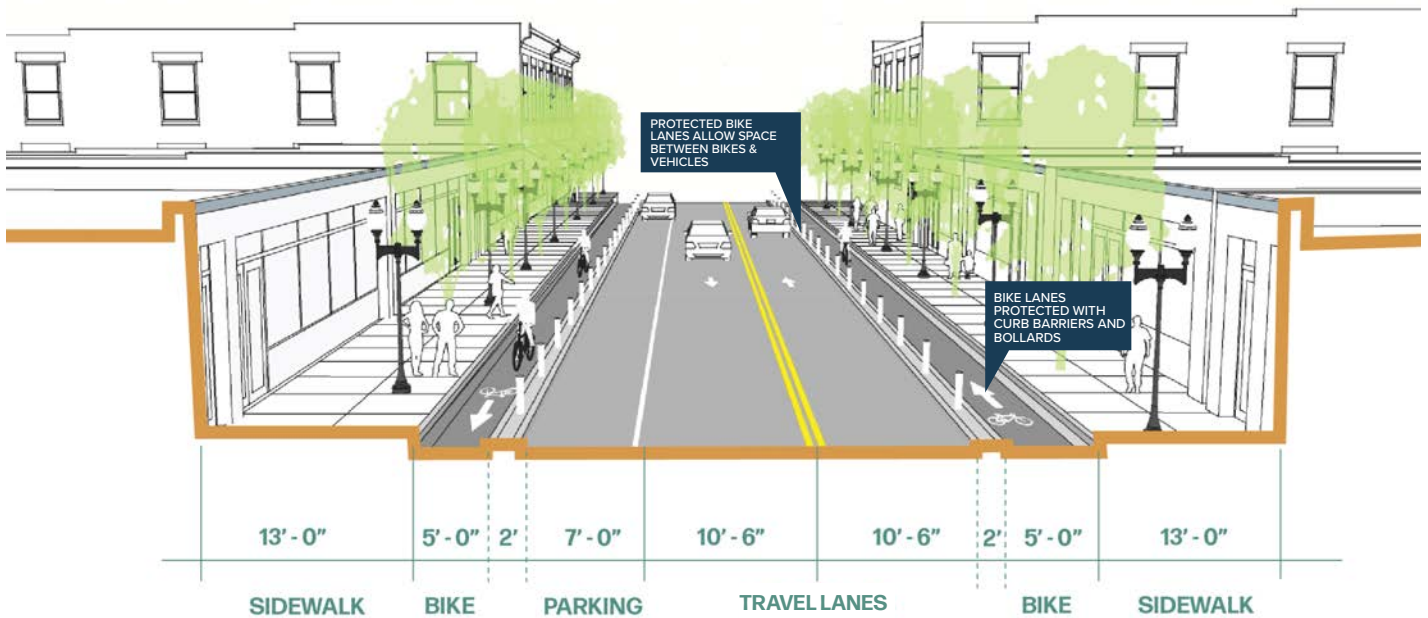 PROTECTED BIKE
LANES ALLOW SPACE
BETWEEN BIKES &
VEHICLES
BIKE LANES
PROTECTED WITH
CURB BARRIERS AND
BOLLARDS
13' - 0" 5' - 0" 2' 7' - 0" 10' - 6" 10' - 6" 2' 5' - 0" 13' - 0"
SIDEWALK BIKE PARKING TRAVEL LANES BIKE SIDEWALK